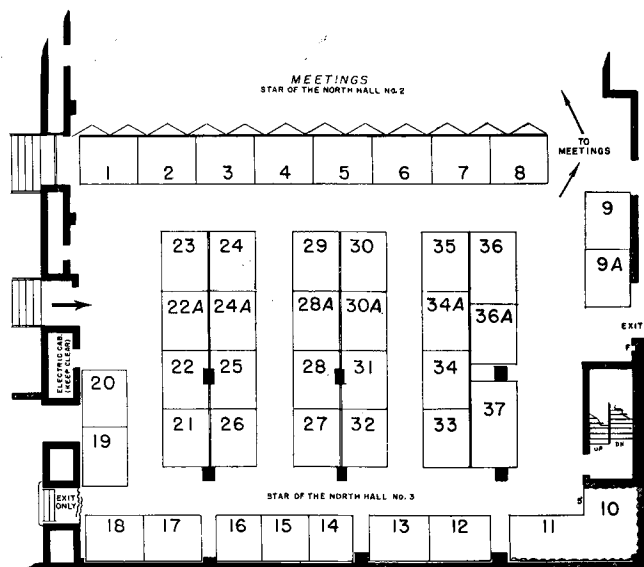 MEETINGS
STAR OF THE NORTH HALL NO. 2
TO
MEETINGS
1 2 3 4 5 6 7 8
9
23 24 29 30 35 36
9A
22A 24A 28A 30A 34A 36A
EXIT
F
ELECTRIC CAB.
(KEEP CLEAR)
22 25 28 31 34
20
37
21 26 27 32 33
19
UP DN
STAR OF THE NORTH HALL NO. 3
EXIT
ONLY
10
18 17 16 15 14 13 12 11